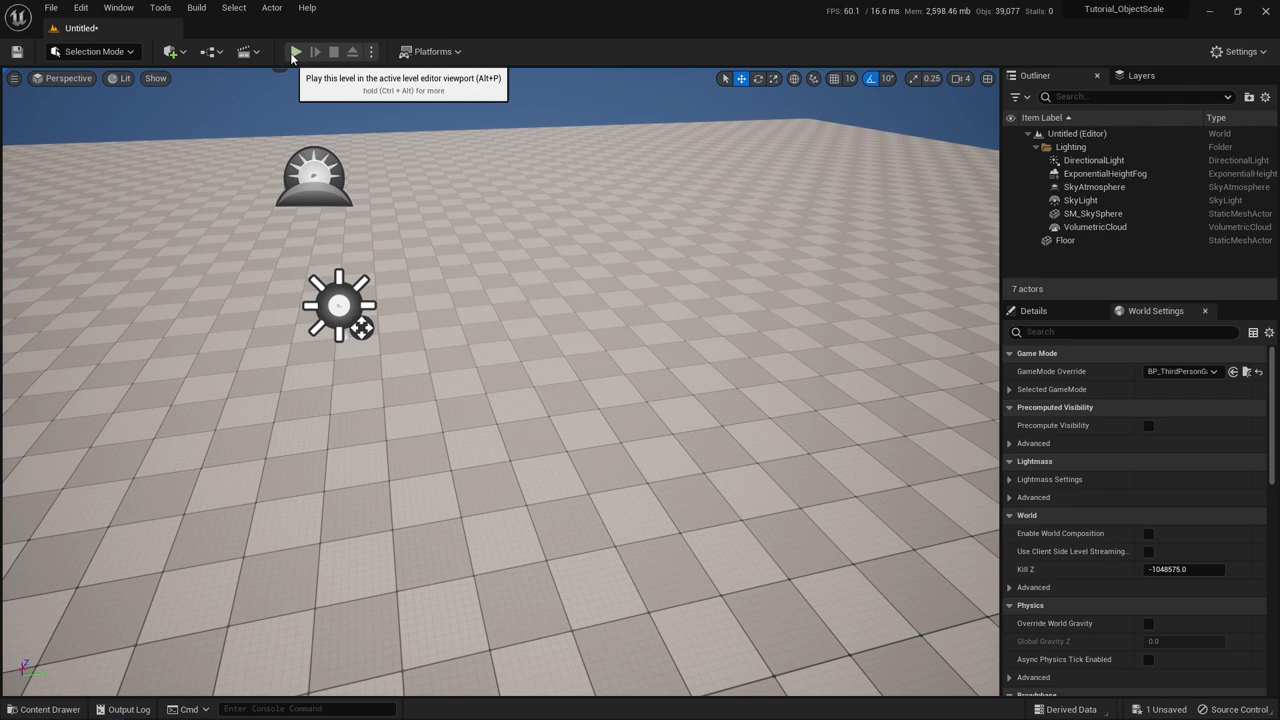 File Edit Window Tools Build Select Actor Help
FPS: 60.1 / 16.6 ms Mem: 2,598.46 mb Objs: 39,077 Stalls: 0
Tutorial_ObjectScale
Untitled•
Selection Mode
Platforms
Settings
Perspective Lit Show
Play this level in the active level editor viewport (Alt+P)
hold (Ctrl + Alt) for more
10 10° 0.25 4
Outliner Layers
Search...
Item Label Type
Untitled (Editor) World
Lighting Folder
DirectionalLight DirectionalLight
ExponentialHeightFog ExponentialHeight
SkyAtmosphere SkyAtmosphere
SkyLight SkyLight
SM_SkySphere StaticMeshActor
VolumetricCloud VolumetricCloud
Floor StaticMeshActor
7 actors
Details World Settings
Search
Game Mode
GameMode Override BP_ThirdPersonG
Selected GameMode
Precomputed Visibility
Precompute Visibility
Advanced
Lightmass
Lightmass Settings
Advanced
World
Enable World Composition
Use Client Side Level Streaming..
Kill Z -1048575.0
Advanced
Physics
Override World Gravity
Global Gravity Z 0.0
Async Physics Tick Enabled
Advanced
Broadphase
Z
Content Drawer Output Log Cmd Enter Console Command
Derived Data 1 Unsaved Source Control